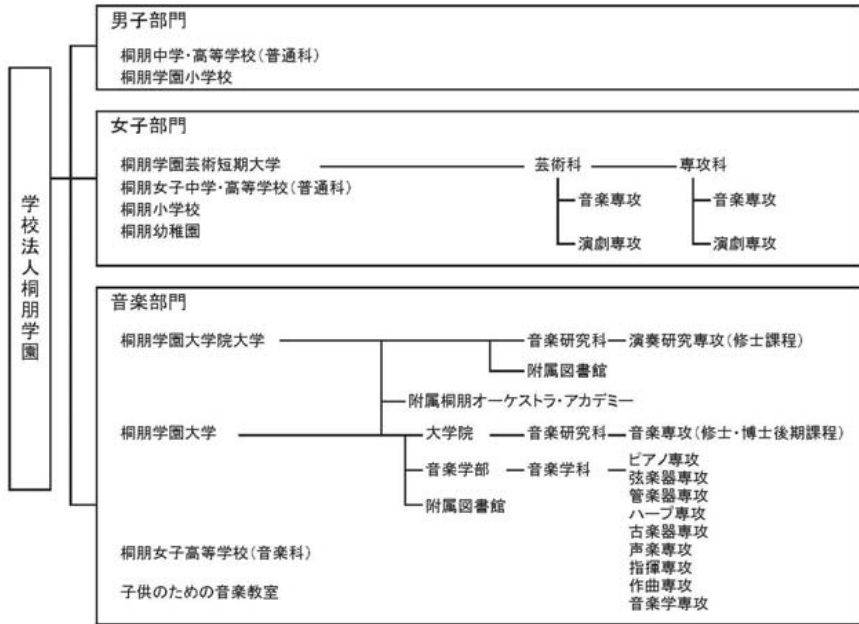 学校法人桐朋学園
男子部門
桐朋中学・高等学校(普通科)
桐朋学園小学校
女子部門
桐朋学園芸術短期大学 芸術科 専攻科
桐朋女子中学・高等学校(普通科)
桐朋小学校
桐朋幼稚園
音楽専攻 音楽専攻
演劇専攻 演劇専攻
音楽部門
桐朋学園大学院大学 音楽研究科 演奏研究専攻(修士課程)
附属図書館
附属桐朋オーケストラ・アカデミー
桐朋学園大学 大学院 音楽研究科 音楽専攻(修士・博士後期課程)
音楽学部 音楽学科 ピアノ専攻
弦楽器専攻
管楽器専攻
ハープ専攻
古楽器専攻
声楽専攻
指揮専攻
作曲専攻
音楽学専攻
附属図書館
桐朋女子高等学校(音楽科)
子供のための音楽教室